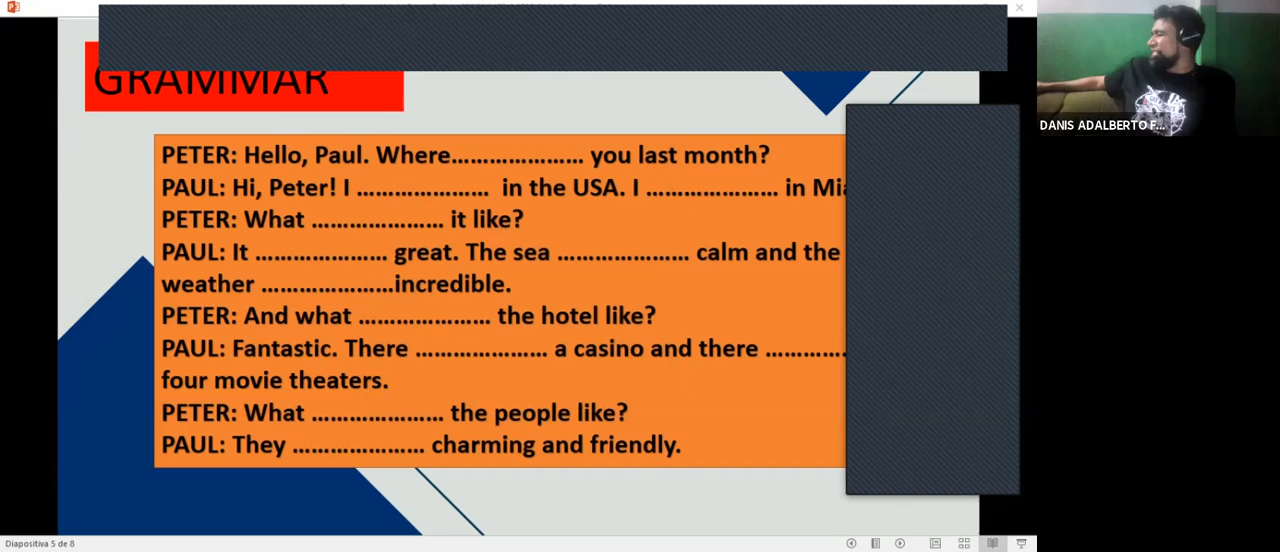 GRAMMAR
PETER: Hello, Paul. Where………………… you last month?
PAUL: Hi, Peter! I ………………… in the USA. I ………………… in
PETER: What ………………… it like?
PAUL: It ………………… great. The sea ………………… calm and the
weather …………………incredible.
PETER: And what ………………… the hotel like?
PAUL: Fantastic. There ………………… a casino and there …………
four movie theaters.
PETER: What ………………… the people like?
PAUL: They ………………… charming and friendly.
DANIS ADALBERTO F...
Diapositiva 5 de 8